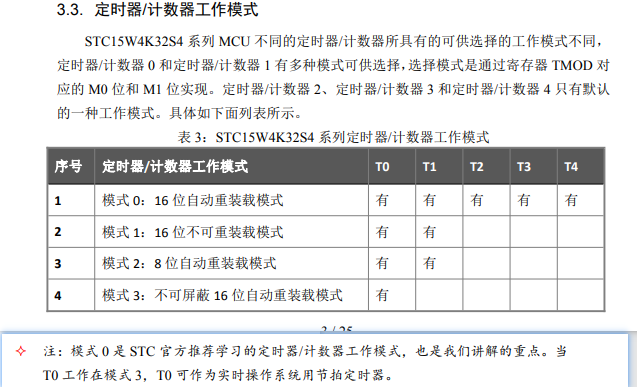 3.3. 定时器/计数器工作模式
STC15W4K32S4 系列 MCU 不同的定时器/计数器所具有的可供选择的工作模式不同，
定时器/计数器 0 和定时器/计数器 1 有多种模式可供选择，选择模式是通过寄存器 TMOD 对
应的 M0 位和 M1 位实现。定时器/计数器 2、定时器/计数器 3 和定时器/计数器 4 只有默认
的一种工作模式。具体如下面列表所示。
表 3：STC15W4K32S4 系列定时器/计数器工作模式
序号 定时器/计数器工作模式 T0 T1 T2 T3 T4
1 模式 0：16 位自动重装载模式 有 有 有 有 有
2 模式 1：16 位不可重装载模式 有 有
3 模式 2：8 位自动重装载模式 有 有
4 模式 3：不可屏蔽 16 位自动重装载模式 有
3 / 25
✧ 注：模式 0 是 STC 官方推荐学习的定时器/计数器工作模式，也是我们讲解的重点。当
T0 工作在模式 3，T0 可作为实时操作系统用节拍定时器。